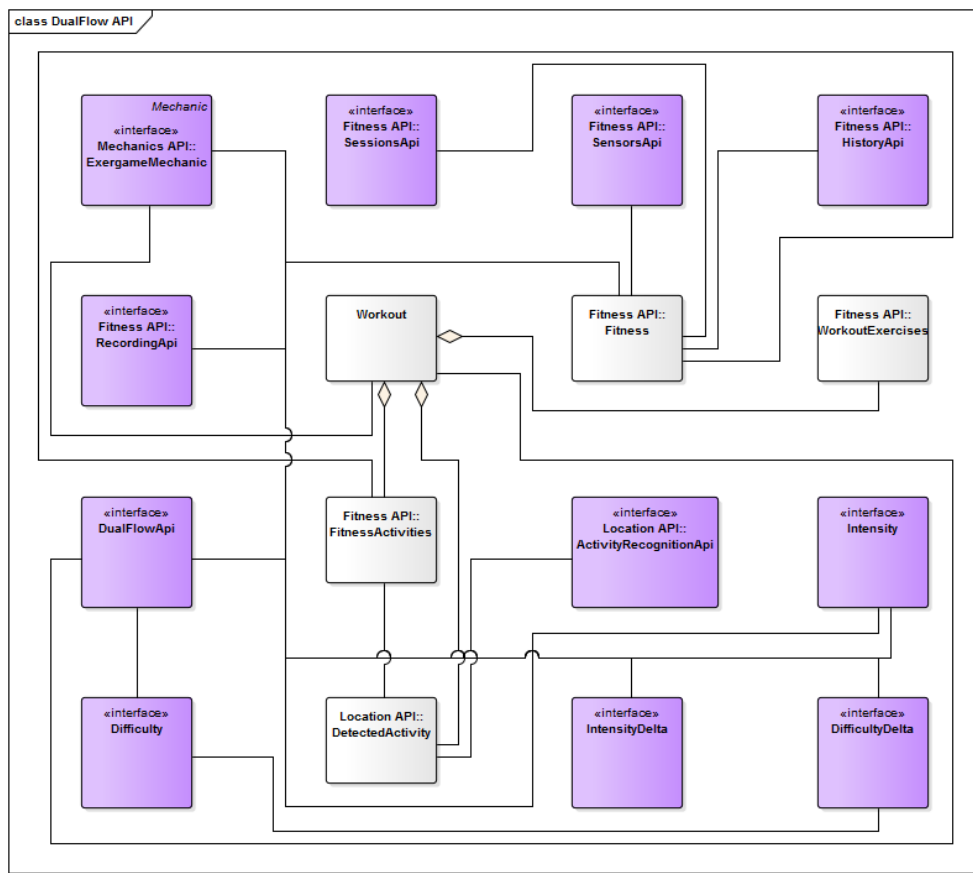 class DualFlow API
Mechanic
«interface»
Mechanics API::
ExergameMechanic
«interface»
Fitness API::
SessionsApi
«interface»
Fitness API::
SensorsApi
«interface»
Fitness API::
HistoryApi
«interface»
Fitness API::
RecordingApi
Workout
Fitness API::
Fitness
Fitness API::
WorkoutExercises
«interface»
DualFlowApi
Fitness API::
FitnessActivities
«interface»
Location API::
ActivityRecognitionApi
«interface»
Intensity
«interface»
Difficulty
Location API::
DetectedActivity
«interface»
IntensityDelta
«interface»
DifficultyDelta